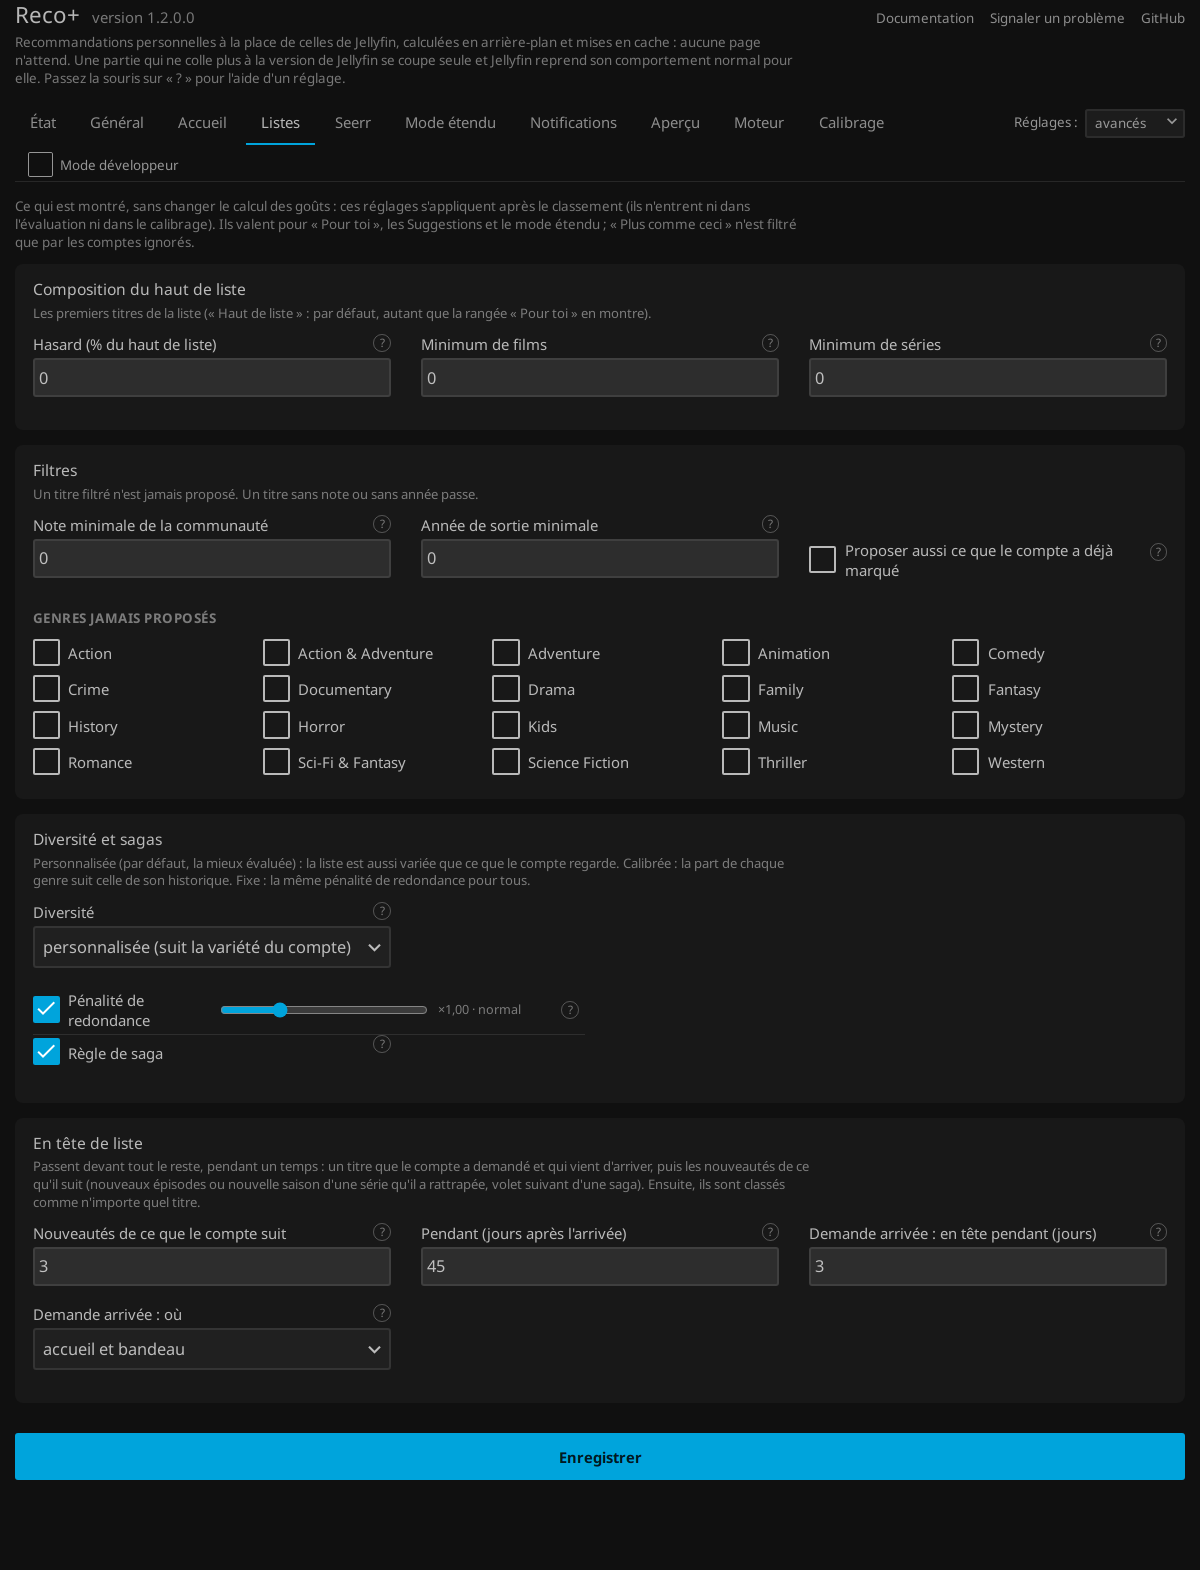 Reco+ version 1.2.0.0
Documentation Signaler un problème GitHub
Recommandations personnelles à la place de celles de Jellyfin, calculées en arrière-plan et mises en cache : aucune page
n'attend. Une partie qui ne colle plus à la version de Jellyfin se coupe seule et Jellyfin reprend son comportement normal pour
elle. Passez la souris sur « ? » pour l'aide d'un réglage.
État Général Accueil Listes Seerr Mode étendu Notifications Aperçu Moteur Calibrage Réglages : avancés
Mode développeur
Ce qui est montré, sans changer le calcul des goûts : ces réglages s'appliquent après le classement (ils n'entrent ni dans
l'évaluation ni dans le calibrage). Ils valent pour « Pour toi », les Suggestions et le mode étendu ; « Plus comme ceci » n'est filtré
que par les comptes ignorés.
Composition du haut de liste
Les premiers titres de la liste (« Haut de liste » : par défaut, autant que la rangée « Pour toi » en montre).
Hasard (% du haut de liste) ? Minimum de films ? Minimum de séries ?
0 0 0
Filtres
Un titre filtré n'est jamais proposé. Un titre sans note ou sans année passe.
Note minimale de la communauté ? Année de sortie minimale ?
0 0
Proposer aussi ce que le compte a déjà ?
marqué
GENRES JAMAIS PROPOSÉS
Action Action & Adventure Adventure Animation Comedy
Crime Documentary Drama Family Fantasy
History Horror Kids Music Mystery
Romance Sci-Fi & Fantasy Science Fiction Thriller Western
Diversité et sagas
Personnalisée (par défaut, la mieux évaluée) : la liste est aussi variée que ce que le compte regarde. Calibrée : la part de chaque
genre suit celle de son historique. Fixe : la même pénalité de redondance pour tous.
Diversité ?
personnalisée (suit la variété du compte)
Pénalité de
redondance
×1,00 · normal ?
Règle de saga ?
En tête de liste
Passent devant tout le reste, pendant un temps : un titre que le compte a demandé et qui vient d'arriver, puis les nouveautés de ce
qu'il suit (nouveaux épisodes ou nouvelle saison d'une série qu'il a rattrapée, volet suivant d'une saga). Ensuite, ils sont classés
comme n'importe quel titre.
Nouveautés de ce que le compte suit ? Pendant (jours après l'arrivée) ? Demande arrivée : en tête pendant (jours) ?
3 45 3
Demande arrivée : où ?
accueil et bandeau
Enregistrer